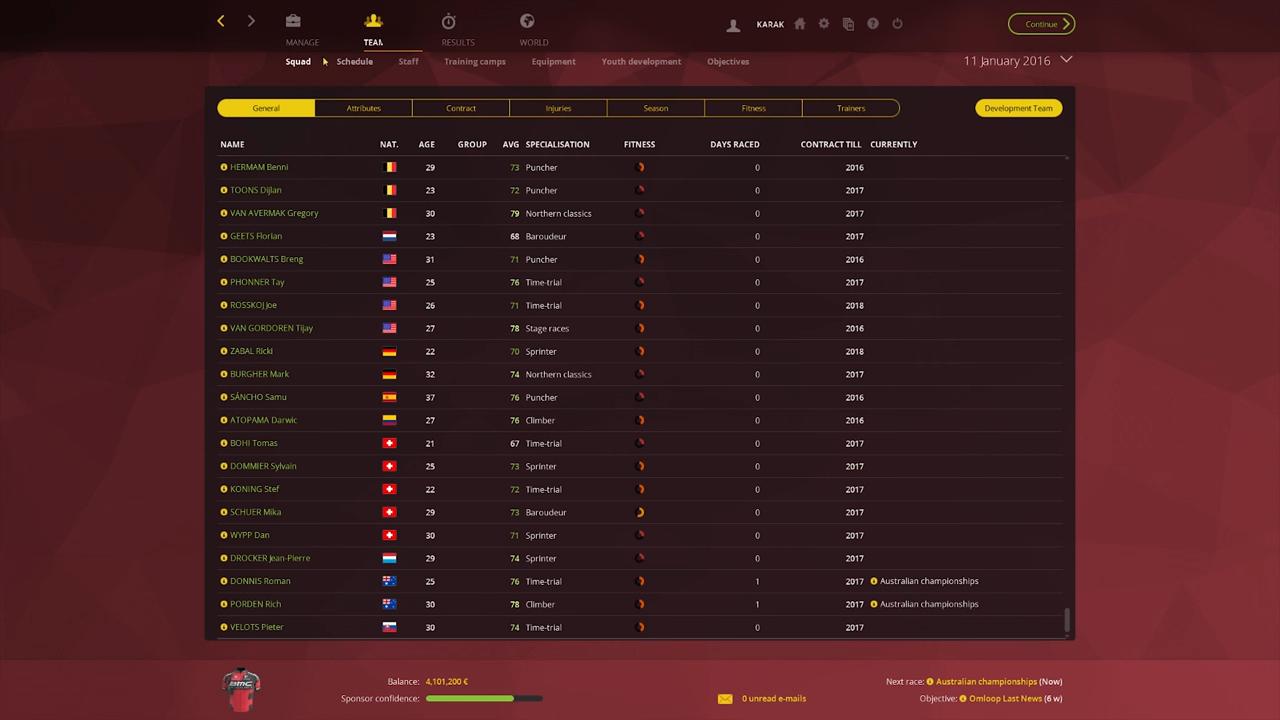 MANAGE TEAM RESULTS WORLD KARAK Continue
Squad Schedule Staff Training camps Equipment Youth development Objectives 11 January 2016
General Attributes Contract Injuries Season Fitness Trainers Development Team
NAME NAT. AGE GROUP AVG SPECIALISATION FITNESS DAYS RACED CONTRACT TILL CURRENTLY
HERMAM Benni 29 73 Puncher 0 2016
TOONS Dijlan 23 72 Puncher 0 2017
VAN AVERMAK Gregory 30 79 Northern classics 0 2017
GEETS Florian 23 68 Baroudeur 0 2017
BOOKWALTS Breng 31 71 Puncher 0 2016
PHONNER Tay 25 76 Time-trial 0 2017
ROSSKOJ Joe 26 71 Time-trial 0 2018
VAN GORDOREN Tijay 27 78 Stage races 0 2016
ZABAL Rickl 22 70 Sprinter 0 2018
BURGHER Mark 32 74 Northern classics 0 2017
SÁNCHO Samu 37 76 Puncher 0 2017
ATOPAMA Darwic 27 76 Climber 0 2016
BOHI Tomas 21 67 Time-trial 0 2017
DOMMIER Sylvain 25 73 Sprinter 0 2017
KONING Stef 22 72 Time-trial 0 2017
SCHUER Mika 29 73 Baroudeur 0 2017
WYPP Dan 30 71 Sprinter 0 2017
DROCKER Jean-Pierre 29 74 Sprinter 0 2017
DONNIS Roman 25 76 Time-trial 1 2017 Australian championships
PORDEN Rich 30 78 Climber 1 2017 Australian championships
VELOTS Pieter 30 74 Time-trial 0 2017
BMC
Balance: 4,101,200 €
Sponsor confidence:
0 unread e-mails
Next race: Australian championships (Now)
Objective: Omloop Last News (6 w)